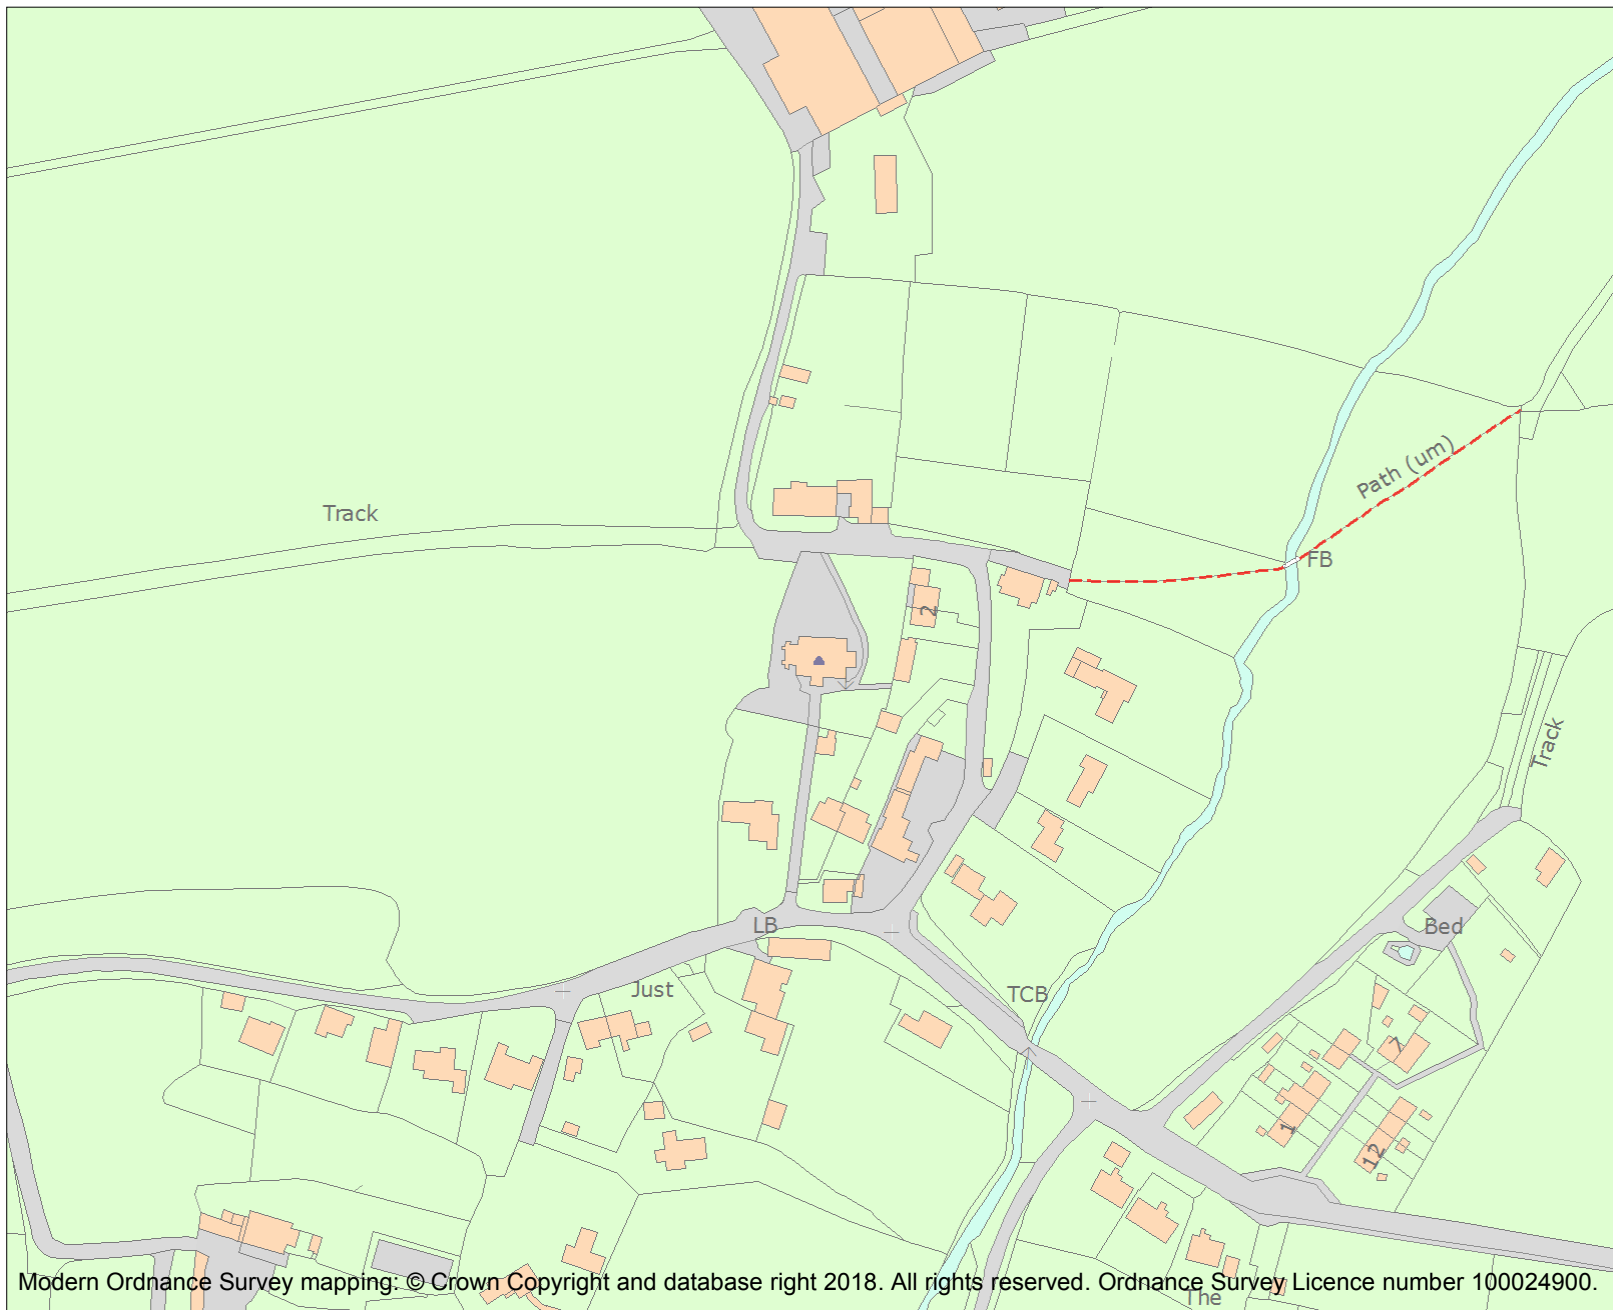 Path (um)
Track
FB
2
Track
LB
Bed
Just
TCB
7
1
12
Modern Ordnance Survey mapping: © Crown Copyright and database right 2018. All rights reserved. Ordnance Survey Licence number 100024900.
The